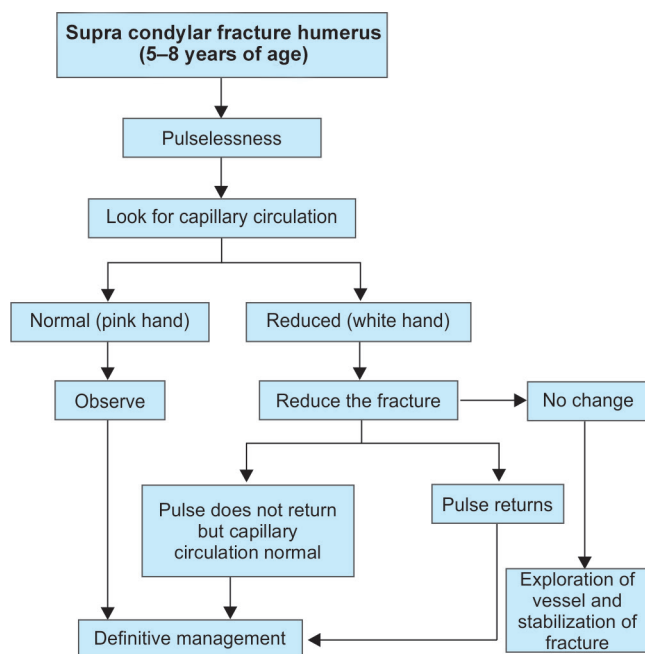 Supra condylar fracture humerus
(5–8 years of age)
Pulselessness
Look for capillary circulation
Normal (pink hand)
Reduced (white hand)
Observe
Reduce the fracture
No change
Pulse does not return
but capillary
circulation normal
Pulse returns
Definitive management
Exploration of
vessel and
stabilization of
fracture